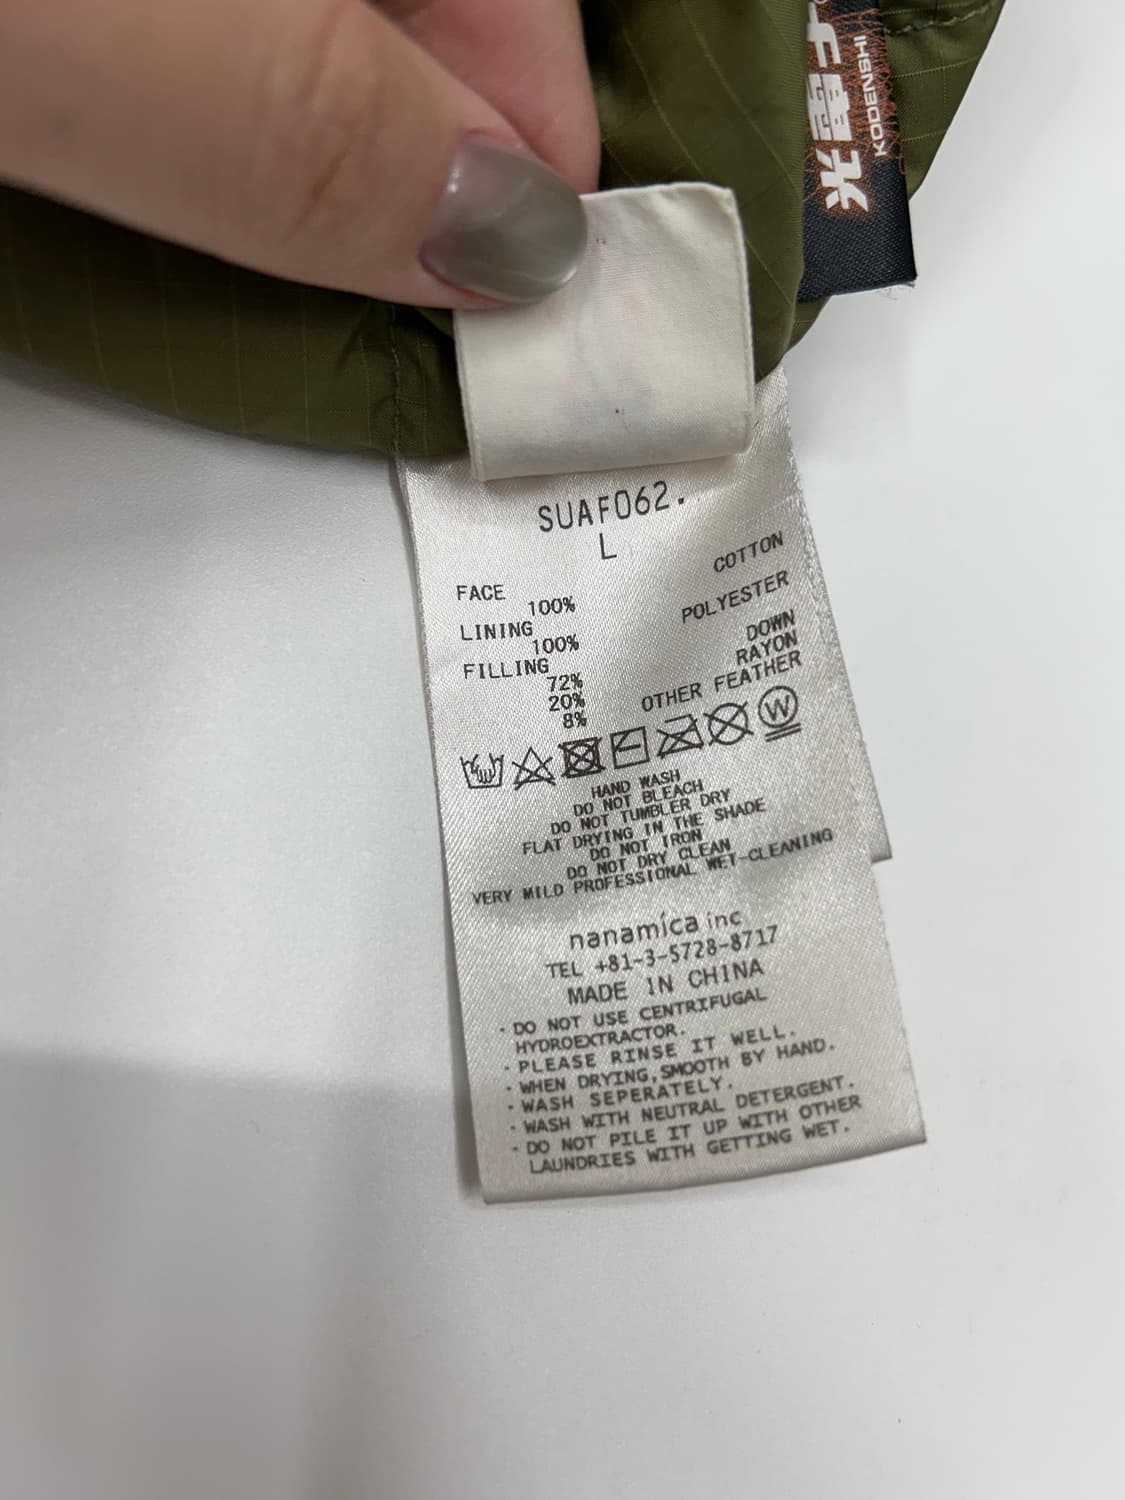 光電子
KODENSHI
SUAF062.
L
FACE
100% COTTON
LINING
100% POLYESTER
FILLING
72% DOWN
20% RAYON
8% OTHER FEATHER
W
HAND WASH
DO NOT BLEACH
DO NOT TUMBLER DRY
FLAT DRYING IN THE SHADE
DO NOT IRON
DO NOT DRY CLEAN
VERY MILD PROFESSIONAL WET-CLEANING
nanamica inc
TEL +81-3-5728-8717
MADE IN CHINA
・DO NOT USE CENTRIFUGAL
HYDROEXTRACTOR.
・PLEASE RINSE IT WELL.
・WHEN DRYING, SMOOTH BY HAND.
・WASH SEPERATELY.
・WASH WITH NEUTRAL DETERGENT.
・DO NOT PILE IT UP WITH OTHER
LAUNDRIES WITH GETTING WET.